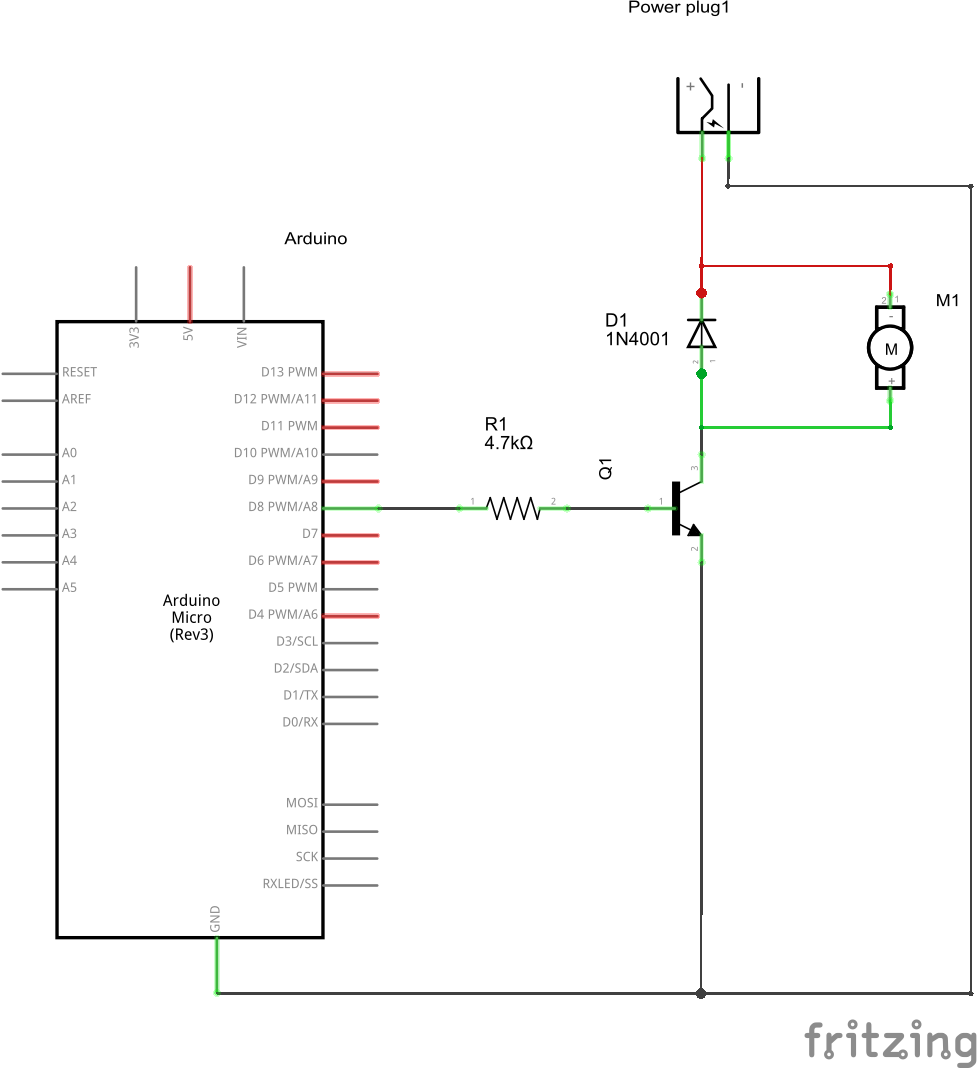 Power plug1
+ -
Arduino
3V3 5V VIN
2 1
M1
-
D1
1N4001
M
2 1
+
RESET D13 PWM
AREF D12 PWM/A11
D11 PWM
R1
4.7kΩ
A0 D10 PWM/A10
Q1
3
A1 D9 PWM/A9
A2 D8 PWM/A8
1 2 1
A3 D7
2
A4 D6 PWM/A7
A5 D5 PWM
Arduino
Micro
(Rev3)
D4 PWM/A6
D3/SCL
D2/SDA
D1/TX
D0/RX
MOSI
MISO
SCK
RXLED/SS
GND
fritzing